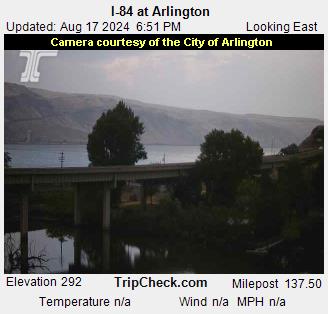 I-84 at Arlington
Updated: Aug 17 2024 6:51 PM Looking East
Camera courtesy of the City of Arlington
Elevation 292 TripCheck.com Milepost 137.50
Temperature n/a Wind n/a MPH n/a